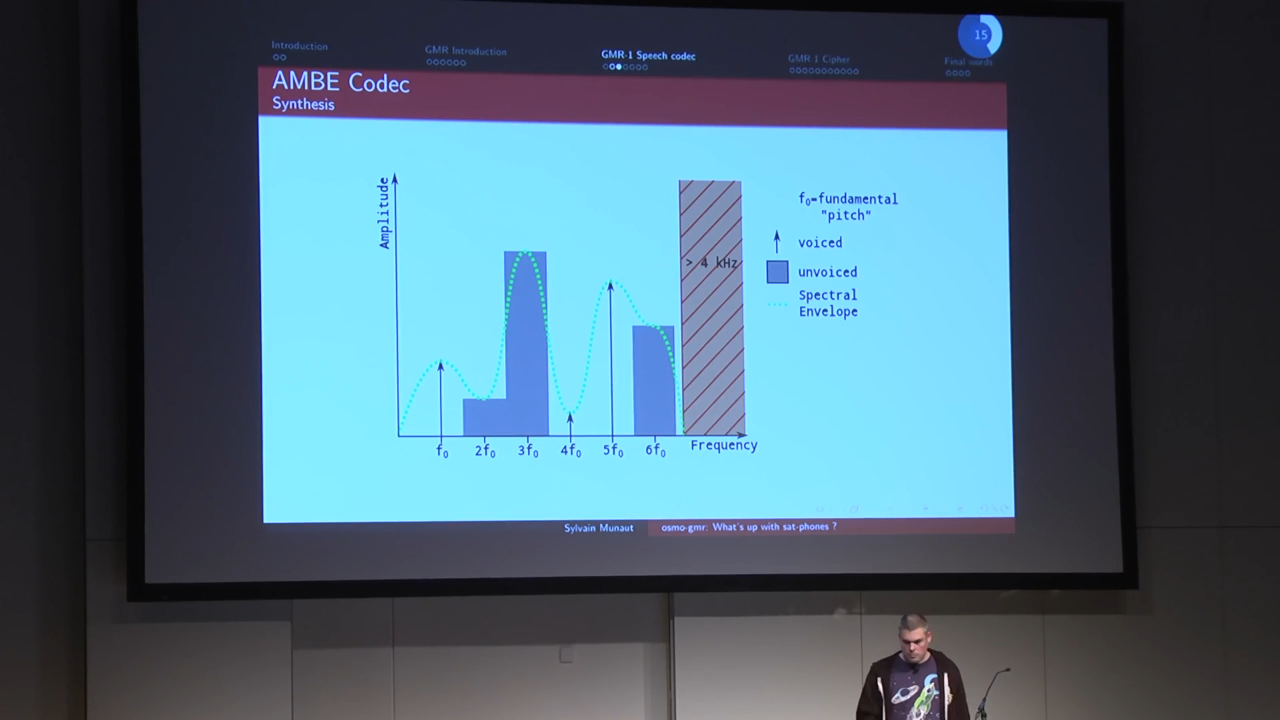 15
Introduction
GMR Introduction
GMR-1 Speech codec
GMR 1 Cipher
Final words
AMBE Codec
Synthesis
Amplitude
> 4 kHz
f₀=fundamental
"pitch"
voiced
unvoiced
Spectral
Envelope
f₀ 2f₀ 3f₀ 4f₀ 5f₀ 6f₀
Frequency
Sylvain Munaut
osmo-gmr: What's up with sat-phones ?